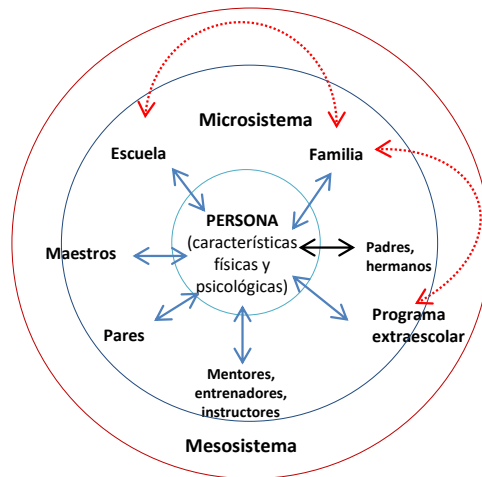 Microsistema
Escuela
Familia
PERSONA
(características
físicas y
psicológicas)
Maestros
Padres,
hermanos
Programa
extraescolar
Pares
Mentores,
entrenadores,
instructores
Mesosistema